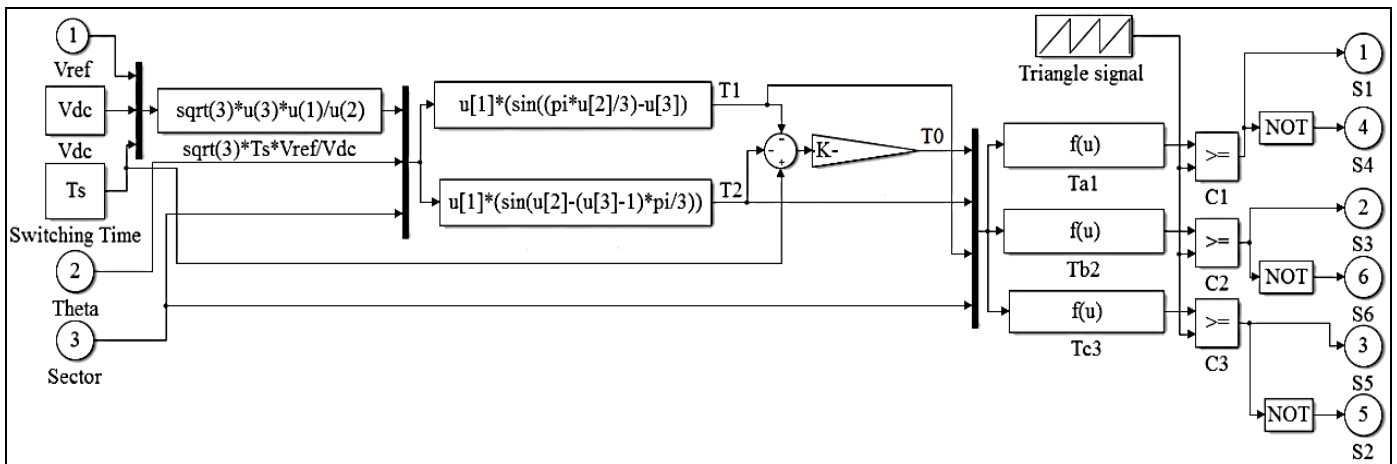 1
Vref
Vdc
Vdc
Ts
Switching Time
2
Theta
3
Sector
sqrt(3)*u(3)*u(1)/u(2)
sqrt(3)*Ts*Vref/Vdc
u[1]*(sin((pi*u[2]/3)-u[3])
T1
u[1]*(sin(u[2]-(u[3]-1)*pi/3))
T2
-
-
+
K-
T0
Triangle signal
f(u)
Ta1
f(u)
Tb2
f(u)
Tc3
>=
C1
>=
C2
>=
C3
NOT
NOT
NOT
1
S1
4
S4
2
S3
6
S6
3
S5
5
S2